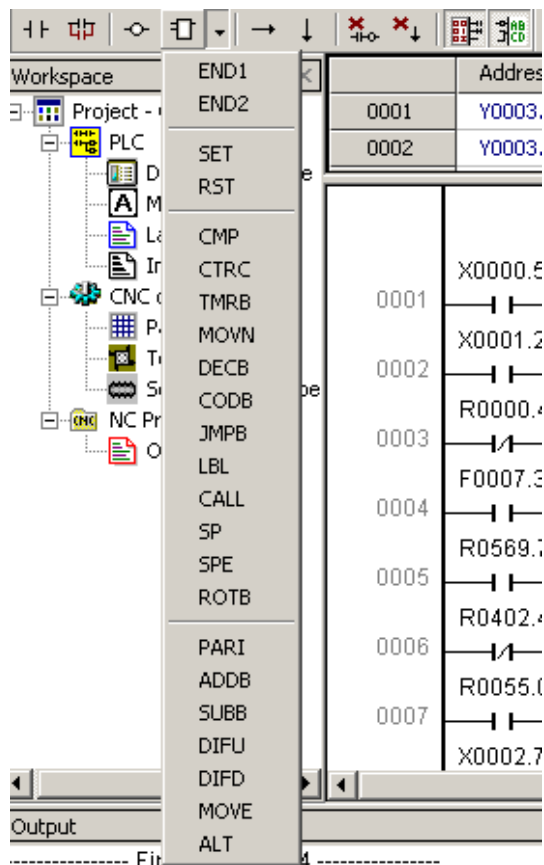 Workspace
Project -
PLC
D
e
M
La
In
CNC
P
T
S
pe
NC Pr
O
END1
END2
SET
RST
CMP
CTRC
TMRB
MOVN
DECB
CODB
JMPB
LBL
CALL
SP
SPE
ROTB
PARI
ADDB
SUBB
DIFU
DIFD
MOVE
ALT
Addres
0001 Y0003.
0002 Y0003.
X0000.5
0001
X0001.2
0002
R0000.4
0003
F0007.3
0004
R0569.7
0005
R0402.4
0006
R0055.0
0007
X0002.7
Output